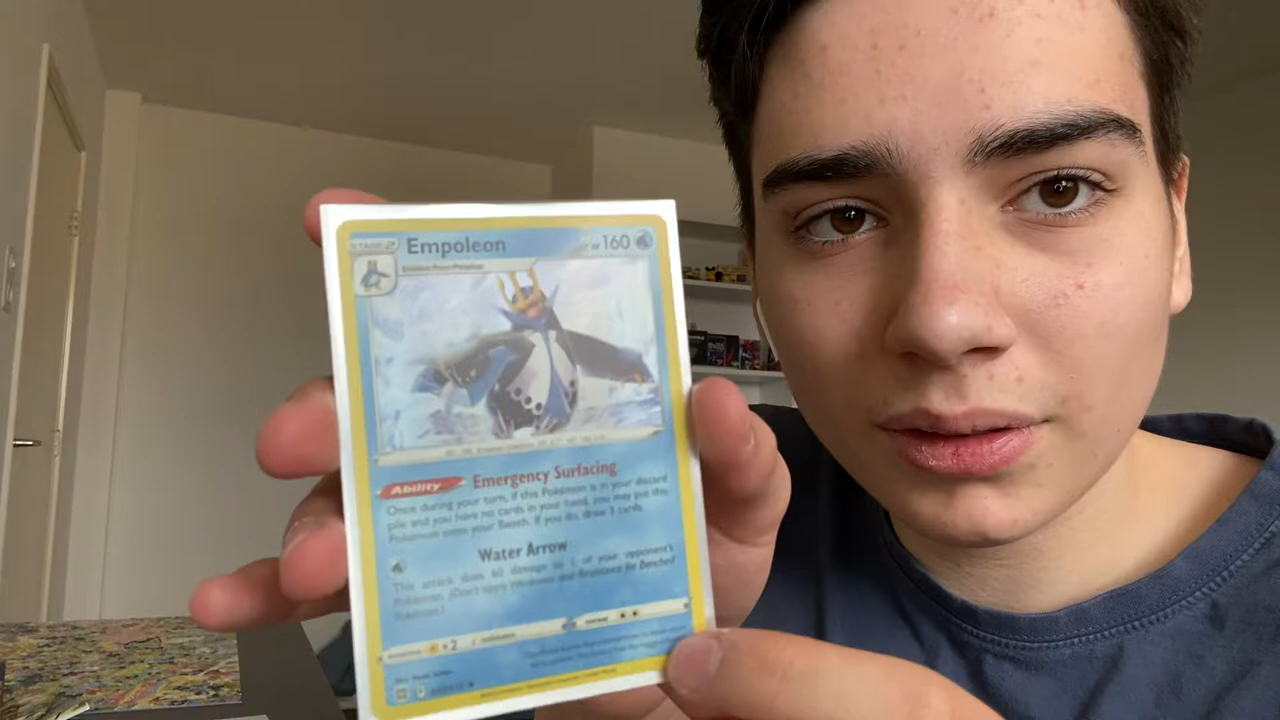 STAGE 2
Empoleon
160
Ability
Emergency Surfacing
Once during your turn, if this Pokémon is in your discard
pile and you have no cards in your hand, you may put this
Pokémon onto your Bench. If you do, draw 3 cards.
Water Arrow
This attack does 60 damage to 1 of your opponent's
Pokémon. (Don't apply Weakness and Resistance for Benched
Pokémon.)
×2